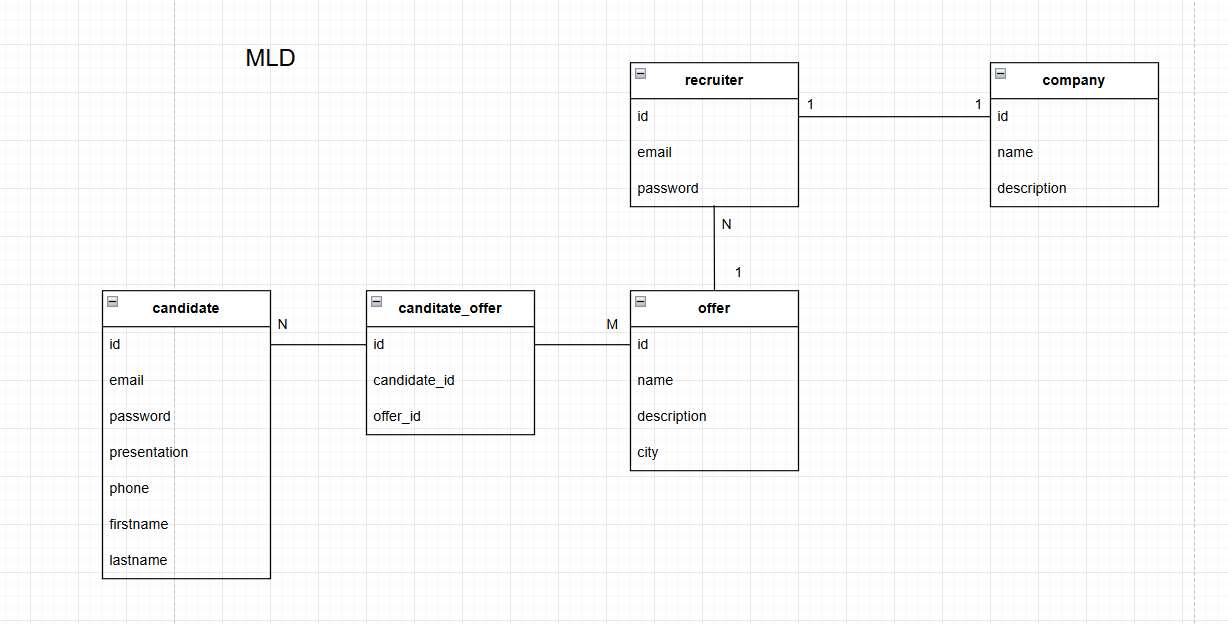 MLD
recruiter
id
email
password
1
1
company
id
name
description
N
1
candidate
id
email
password
presentation
phone
firstname
lastname
N
canditate_offer
id
candidate_id
offer_id
M
offer
id
name
description
city